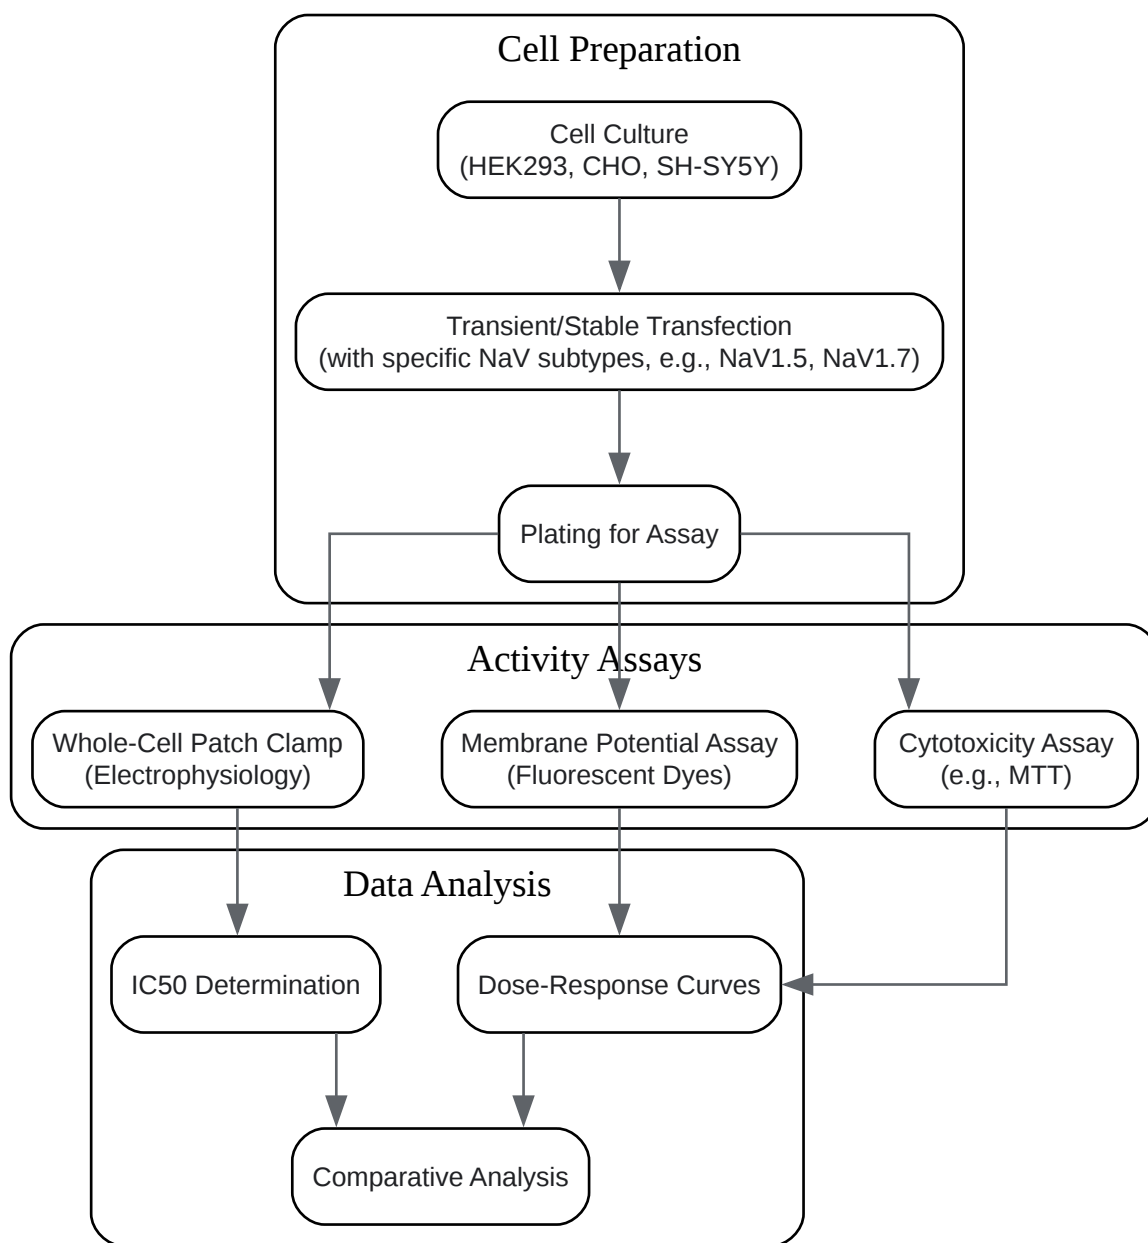 Cell Preparation
Cell Culture
(HEK293, CHO, SH-SY5Y)
Transient/Stable Transfection
(with specific NaV subtypes, e.g., NaV1.5, NaV1.7)
Plating for Assay
Activity Assays
Whole-Cell Patch Clamp
(Electrophysiology)
Membrane Potential Assay
(Fluorescent Dyes)
Cytotoxicity Assay
(e.g., MTT)
Data Analysis
IC50 Determination
Dose-Response Curves
Comparative Analysis